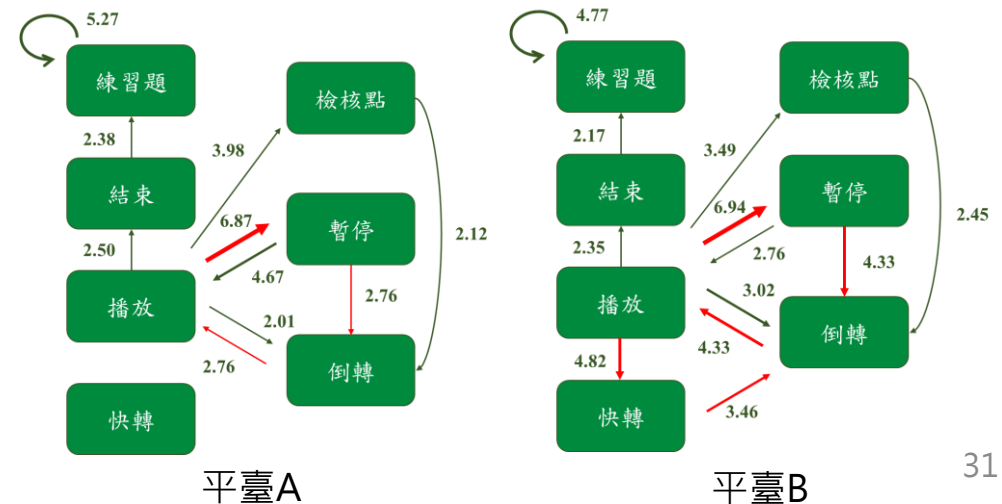 5.27
練習題
檢核點
2.38
3.98
結束
6.87
暫停
2.12
2.50
4.67
播放
2.01
2.76
2.76
倒轉
快轉
平臺A
4.77
練習題
檢核點
2.17
3.49
結束
6.94
暫停
2.45
2.35
2.76
4.33
播放
3.02
4.82
4.33
倒轉
快轉
3.46
平臺B
31